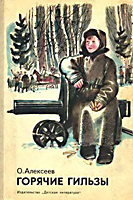 О.Алексеев
ГОРЯЧИЕ ГИЛЬЗЫ
Издательство „Детская литература“